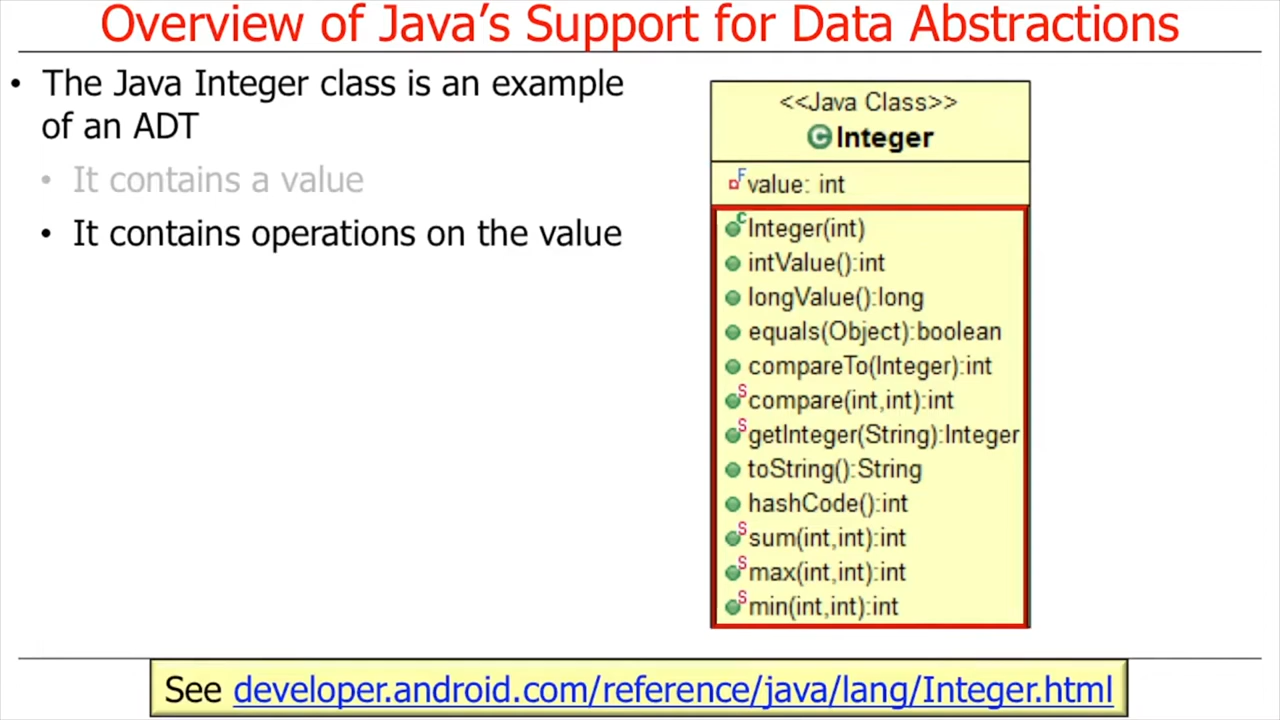 Overview of Java's Support for Data Abstractions
• The Java Integer class is an example
of an ADT
• It contains a value
• It contains operations on the value
<<Java Class>>
C Integer
F value: int
C Integer(int)
intValue():int
longValue():long
equals(Object):boolean
compareTo(Integer):int
S compare(int,int):int
S getInteger(String):Integer
toString():String
hashCode():int
S sum(int,int):int
S max(int,int):int
S min(int,int):int
See developer.android.com/reference/java/lang/Integer.html